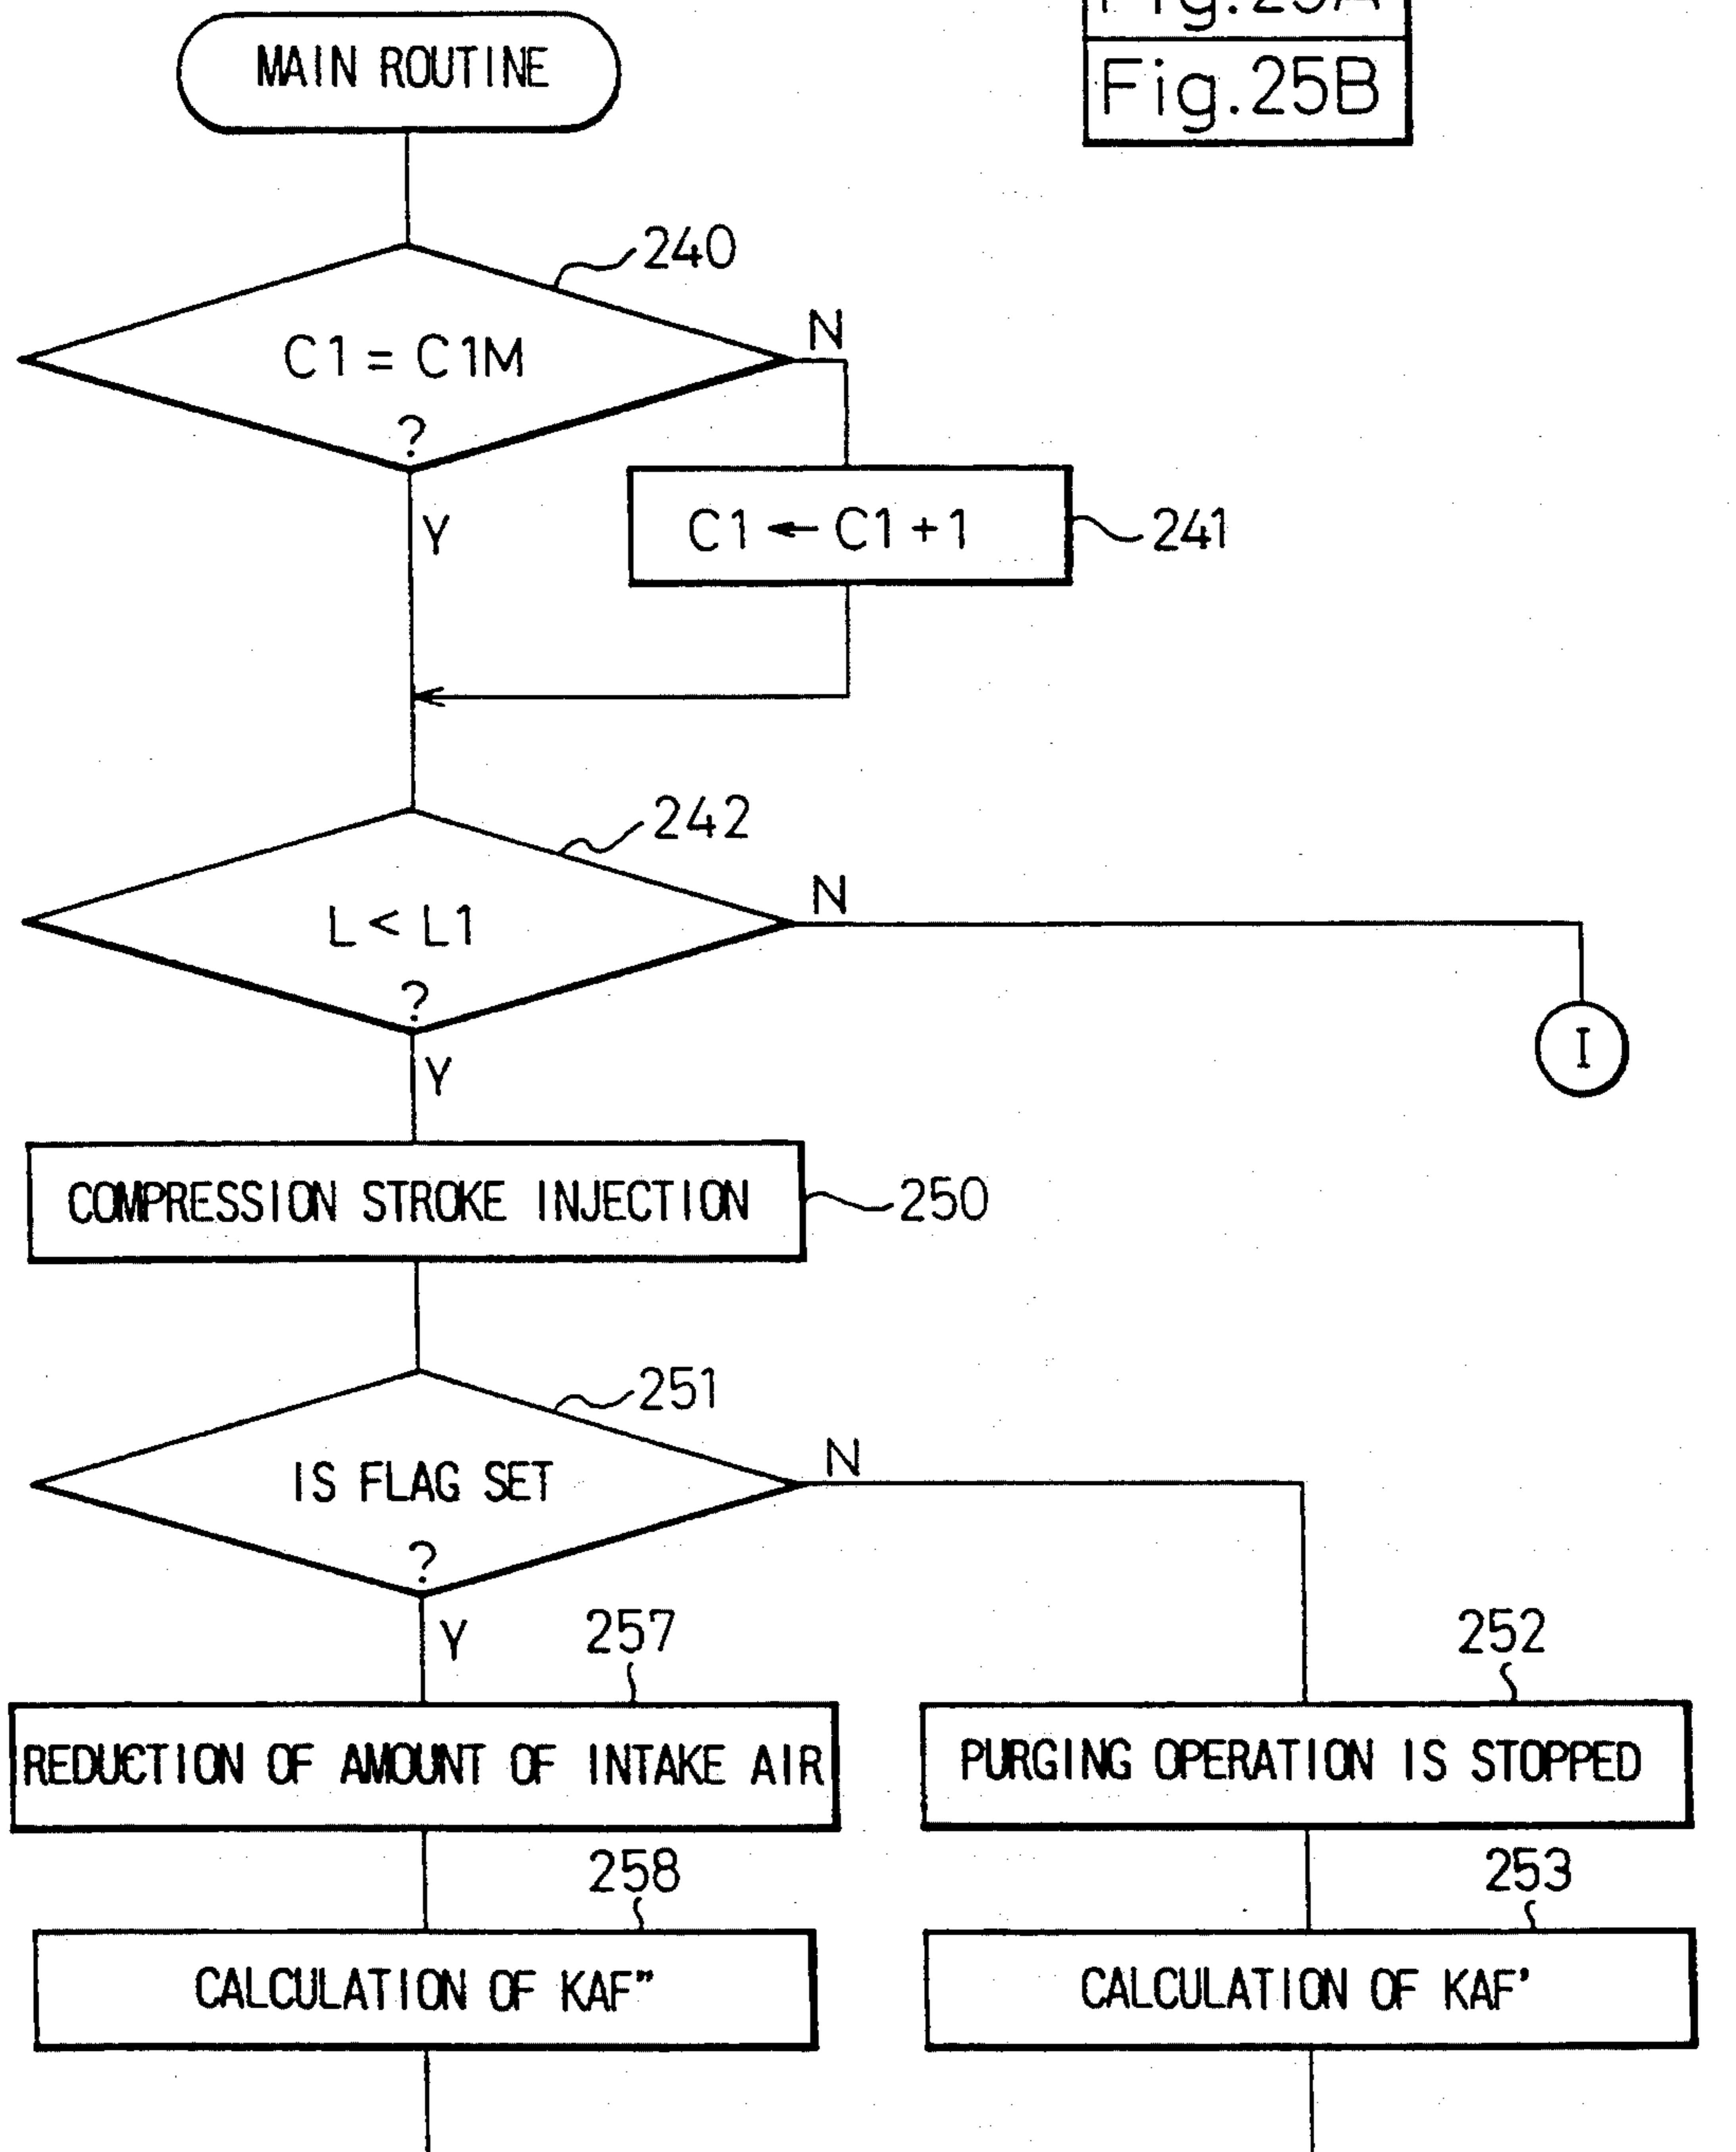 Fig.25A
Fig.25B
MAIN ROUTINE
240
C1 = C1M
?
N
Y
C1 ← C1 + 1
241
242
L < L1
?
N
Y
I
COMPRESSION STROKE INJECTION
250
251
IS FLAG SET
?
N
Y
257
252
REDUCTION OF AMOUNT OF INTAKE AIR
PURGING OPERATION IS STOPPED
258
253
CALCULATION OF KAF"
CALCULATION OF KAF'